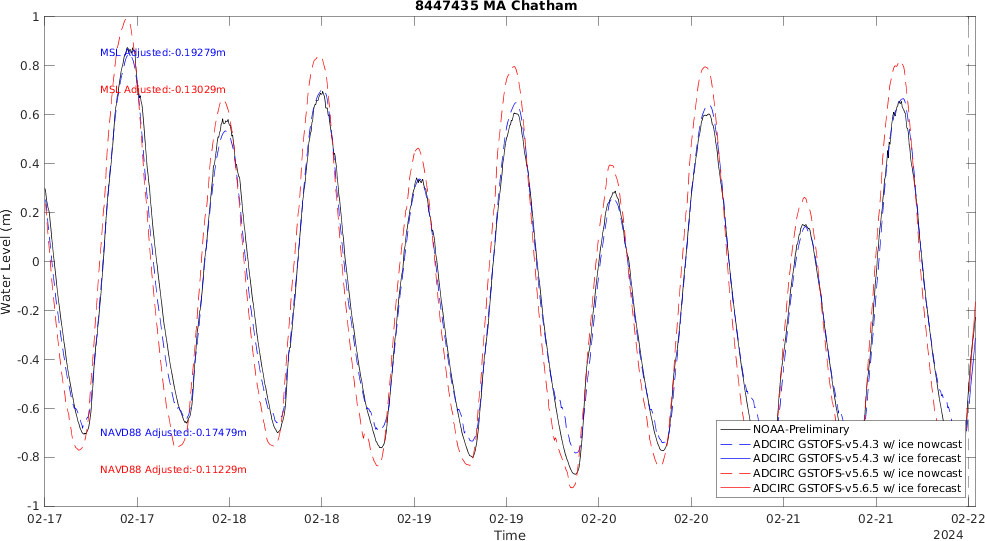 8447435 MA Chatham
1
0.8
0.6
0.4
0.2
0
-0.2
-0.4
-0.6
-0.8
-1
Water Level (m)
MSL Adjusted:-0.19279m
MSL Adjusted:-0.13029m
NAVD88 Adjusted:-0.17479m
NAVD88 Adjusted:-0.11229m
NOAA-Preliminary
ADCIRC GSTOFS-v5.4.3 w/ ice nowcast
ADCIRC GSTOFS-v5.4.3 w/ ice forecast
ADCIRC GSTOFS-v5.6.5 w/ ice nowcast
ADCIRC GSTOFS-v5.6.5 w/ ice forecast
02-17 02-17 02-18 02-18 02-19 02-19 02-20 02-20 02-21 02-21 02-22
Time
2024